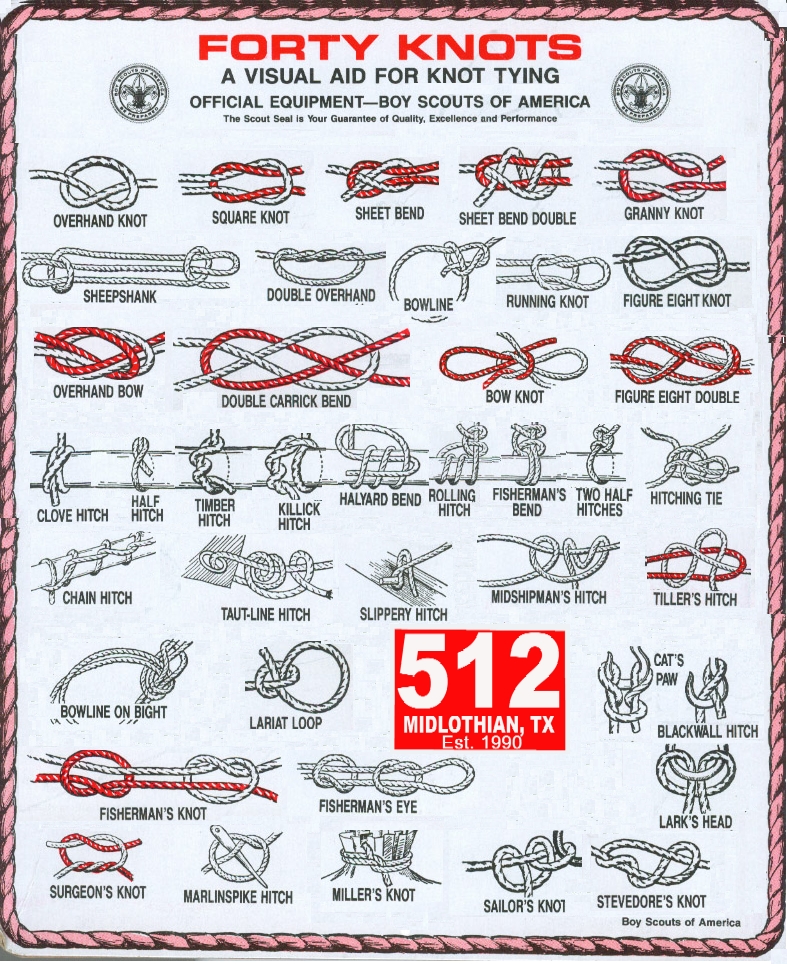 FORTY KNOTS
A VISUAL AID FOR KNOT TYING
OFFICIAL EQUIPMENT—BOY SCOUTS OF AMERICA
The Scout Seal is Your Guarantee of Quality, Excellence and Performance
BOY SCOUTS OF AMERICA
BE PREPARED
BOY SCOUTS OF AMERICA
BE PREPARED
OVERHAND KNOT
SQUARE KNOT
SHEET BEND
SHEET BEND DOUBLE
GRANNY KNOT
SHEEPSHANK
DOUBLE OVERHAND
BOWLINE
RUNNING KNOT
FIGURE EIGHT KNOT
OVERHAND BOW
DOUBLE CARRICK BEND
BOW KNOT
FIGURE EIGHT DOUBLE
CLOVE HITCH
HALF
HITCH
TIMBER
HITCH
KILLICK
HITCH
HALYARD BEND
ROLLING
HITCH
FISHERMAN'S
BEND
TWO HALF
HITCHES
HITCHING TIE
CHAIN HITCH
TAUT-LINE HITCH
SLIPPERY HITCH
MIDSHIPMAN'S HITCH
TILLER'S HITCH
BOWLINE ON BIGHT
LARIAT LOOP
512
MIDLOTHIAN, TX
Est. 1990
CAT'S
PAW
BLACKWALL HITCH
FISHERMAN'S KNOT
FISHERMAN'S EYE
LARK'S HEAD
SURGEON'S KNOT
MARLINSPIKE HITCH
MILLER'S KNOT
SAILOR'S KNOT
STEVEDORE'S KNOT
Boy Scouts of America